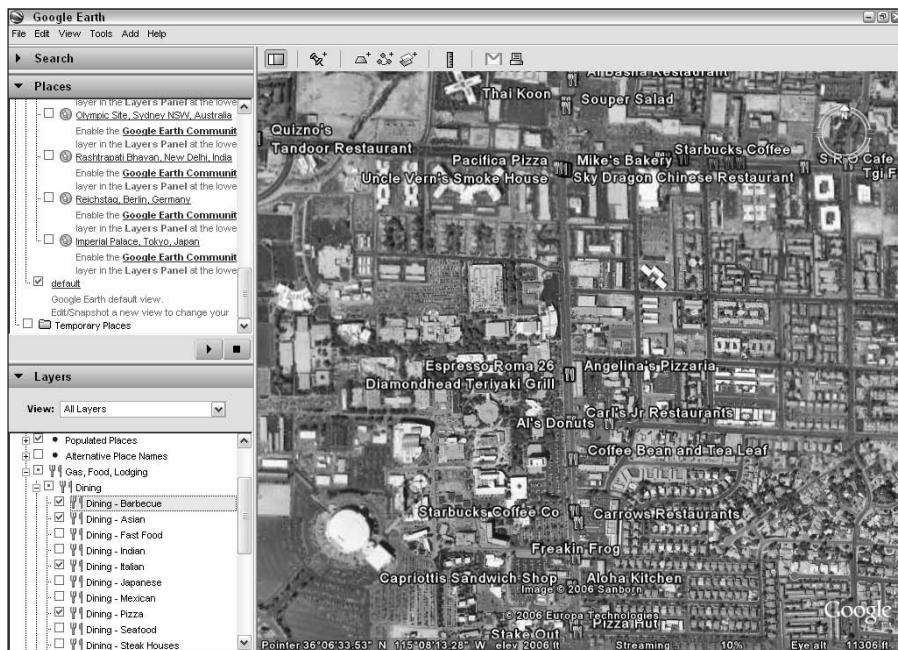 Google Earth
File Edit View Tools Add Help
Search
Places
layer in the Layers Panel at the lowe
Olympic Site, Sydney NSW, Australia
Enable the Google Earth Communit
layer in the Layers Panel at the lowe
Rashtrapati Bhavan, New Delhi, India
Enable the Google Earth Communit
layer in the Layers Panel at the lowe
Reichstag, Berlin, Germany
Enable the Google Earth Communit
layer in the Layers Panel at the lowe
Imperial Palace, Tokyo, Japan
Enable the Google Earth Communit
layer in the Layers Panel at the lowe
default
Google Earth default view.
Edit/Snapshot a new view to change your
Temporary Places
Layers
View: All Layers
Populated Places
Alternative Place Names
Gas, Food, Lodging
Dining
Dining - Barbecue
Dining - Asian
Dining - Fast Food
Dining - Indian
Dining - Italian
Dining - Japanese
Dining - Mexican
Dining - Pizza
Dining - Seafood
Dining - Steak Houses
Al Basha Restaurant
Thai Koon
Souper Salad
Quizno's
Tandoor Restaurant
Starbucks Coffee
Pacifica Pizza
Mike's Bakery
S R O Cafe
Uncle Vern's Smoke House
Sky Dragon Chinese Restaurant
Tgi F
Espresso Roma 26
Angelina's Pizzaria
Diamondhead Teriyaki Grill
Carl's Jr Restaurants
Al's Donuts
Coffee Bean and Tea Leaf
Starbucks Coffee Co
Carrows Restaurants
Freakin Frog
Capriottis Sandwich Shop
Aloha Kitchen
Image © 2006 Sanborn
© 2006 Europa Technologies
Google
Stake Out
Pizza Hut
Pointer 36°06'33.53" N 115°08'13.28" W elev 2006 ft Streaming 10% Eye alt 11306 ft